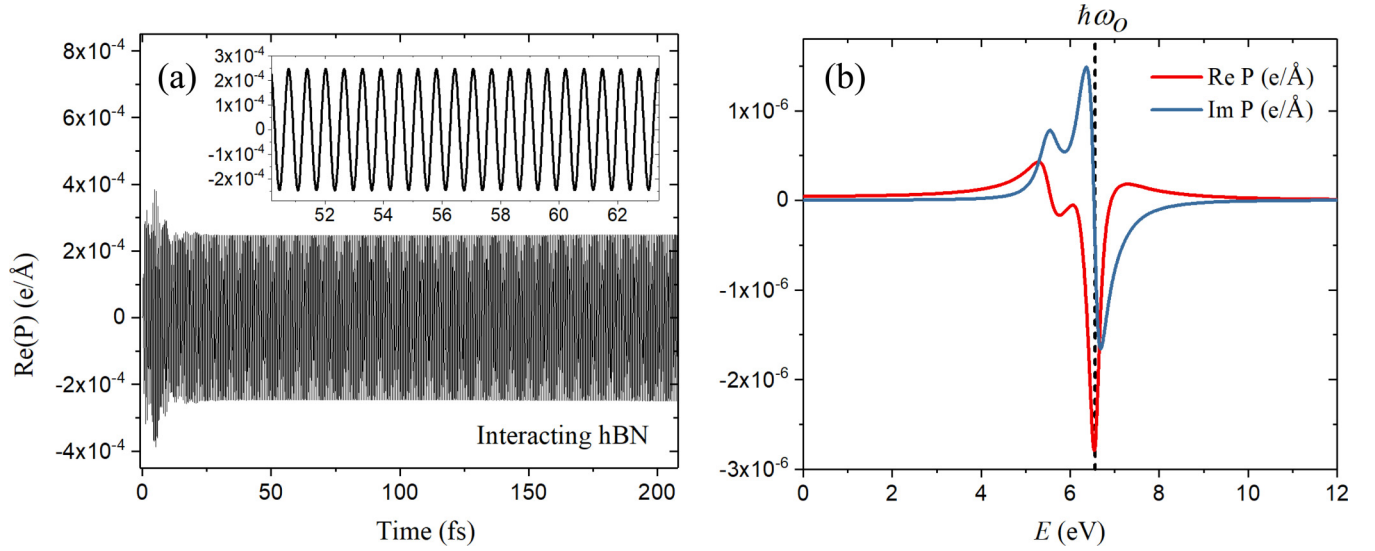 (a)
Re(P) (e/Å)
8x10⁻⁴
6x10⁻⁴
4x10⁻⁴
2x10⁻⁴
0
-2x10⁻⁴
-4x10⁻⁴
3x10⁻⁴
2x10⁻⁴
1x10⁻⁴
0
-1x10⁻⁴
-2x10⁻⁴
52 54 56 58 60 62
Interacting hBN
0 50 100 150 200
Time (fs)
ℏω₀
(b)
Re P (e/Å)
Im P (e/Å)
1x10⁻⁶
0
-1x10⁻⁶
-2x10⁻⁶
-3x10⁻⁶
0 2 4 6 8 10 12
E (eV)